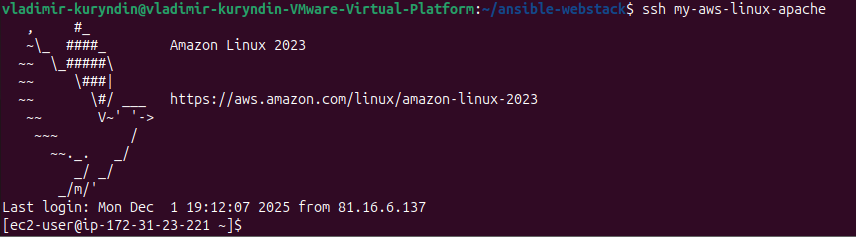 vladimir-kuryndin@vladimir-kuryndin-VMware-Virtual-Platform:~/ansible-webstack$ ssh my-aws-linux-apache
   ,     #_
   ~\_  ####_        Amazon Linux 2023
  ~~  \_#####\
  ~~     \###|
  ~~       \#/ ___   https://aws.amazon.com/linux/amazon-linux-2023
   ~~       V~' '->
    ~~~         /
      ~~._.   _/
         _/ _/
       _/m/'
Last login: Mon Dec  1 19:12:07 2025 from 81.16.6.137
[ec2-user@ip-172-31-23-221 ~]$